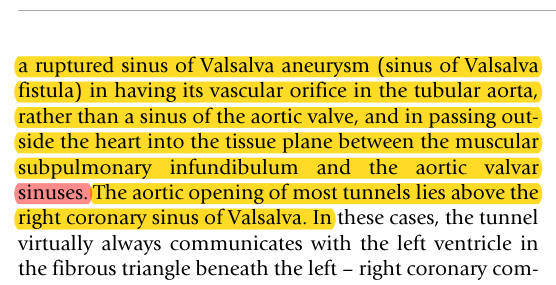 a ruptured sinus of Valsalva aneurysm (sinus of Valsalva
fistula) in having its vascular orifice in the tubular aorta,
rather than a sinus of the aortic valve, and in passing out-
side the heart into the tissue plane between the muscular
subpulmonary infundibulum and the aortic valvar
sinuses. The aortic opening of most tunnels lies above the
right coronary sinus of Valsalva. In these cases, the tunnel
virtually always communicates with the left ventricle in
the fibrous triangle beneath the left – right coronary com-